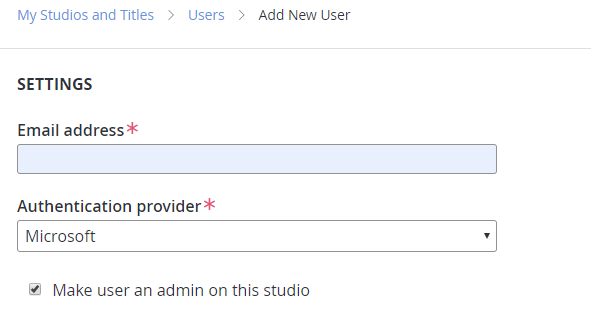 My Studios and Titles > Users > Add New User
SETTINGS
Email address*
Authentication provider*
Microsoft
Make user an admin on this studio